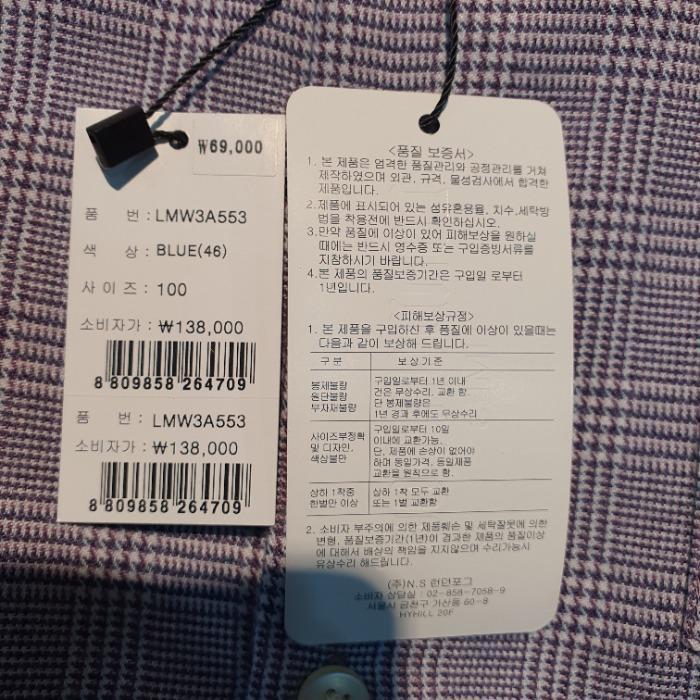 ₩69,000
품 번 : LMW3A553
색 상 : BLUE(46)
사 이 즈 : 100
소비자가 : ₩138,000
8 809858 264709
품 번 : LMW3A553
소비자가 : ₩138,000
8 809858 264709
<품질 보증서>
1. 본 제품은 엄격한 품질관리와 공정관리를 거쳐
제작하였으며 외관, 규격, 물성검사에서 합격한
제품입니다.
2.제품에 표시되어 있는 섬유혼용율, 치수,세탁방
법을 착용전에 반드시 확인하십시오.
3.만약 품질에 이상이 있어 피해보상을 원하실
때에는 반드시 영수증 또는 구입증빙서류를
지참하시기 바랍니다.
4.본 제품의 품질보증기간은 구입일 로부터
1년입니다.
<피해보상규정>
1. 본 제품을 구입하신 후 품질에 이상이 있을때는
다음과 같이 보상해 드립니다.
구 분 보 상 기 준
봉제불량
원단불량
부자재불량
구입일로부터 1년 이내
건은 무상수리, 교환 함.
단 봉제불량은
1년 경과 후에도 무상수리
사이즈부정확
및 디자인,
색상불만
구입일로부터 10일
이내에 교환가능.
단, 제품에 손상이 없어야
하며 동일가격, 동일제품
교환을 원칙으로 함.
상하 1착중
한벌만 이상
상하 1착 모두 교환
또는 1벌 교환함
2. 소비자 부주의에 의한 제품훼손 및 세탁잘못에 의한
변형, 품질보증기간(1년)이 경과한 제품의 품질이상
에 대해서 배상의 책임을 지지않으며 수리가능시
유상수리 해드립니다.
(주)N.S 런던포그
소비자 상담실 : 02-858-7058~9
서울시 금천구 가산동 60-8
HYHILL 20F